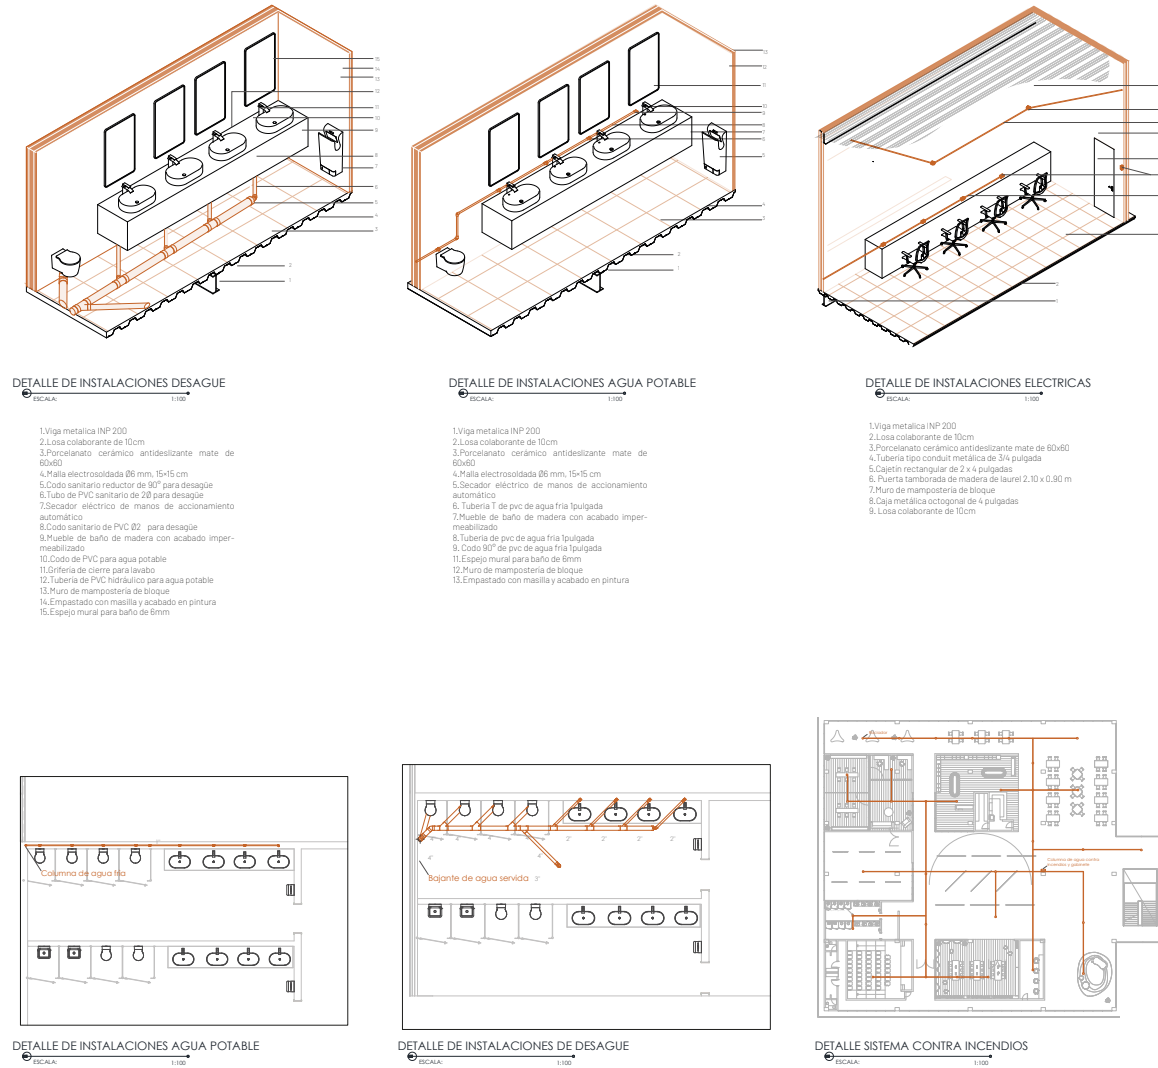 DETALLE DE INSTALACIONES DESAGUE
ESCALA: 1:100
1.Viga metalica INP 200
2.Losa colaborante de 10cm
3.Porcelanato cerámico antideslizante mate de
60x60
4.Malla electrosoldada Ø6 mm, 15×15 cm
5.Codo sanitario reductor de 90° para desagüe
6.Tubo de PVC sanitario de 2Ø para desagüe
7.Secador eléctrico de manos de accionamiento
automático
8.Codo sanitario de PVC Ø2 para desagüe
9.Mueble de baño de madera con acabado imper-
meabilizado
10.Codo de PVC para agua potable
11.Grifería de cierre para lavabo
12.Tubería de PVC hidráulico para agua potable
13.Muro de mampostería de bloque
14.Empastado con masilla y acabado en pintura
15.Espejo mural para baño de 6mm
DETALLE DE INSTALACIONES AGUA POTABLE
ESCALA: 1:100
1.Viga metalica INP 200
2.Losa colaborante de 10cm
3.Porcelanato cerámico antideslizante mate de
60x60
4.Malla electrosoldada Ø6 mm, 15×15 cm
5.Secador eléctrico de manos de accionamiento
automático
6. Tuberia T de pvc de agua fria 1pulgada
7.Mueble de baño de madera con acabado imper-
meabilizado
8.Tuberia de pvc de agua fria 1pulgada
9. Codo 90° de pvc de agua fria 1pulgada
11.Espejo mural para baño de 6mm
12.Muro de mampostería de bloque
13.Empastado con masilla y acabado en pintura
DETALLE DE INSTALACIONES ELECTRICAS
ESCALA: 1:100
1.Viga metalica INP 200
2.Losa colaborante de 10cm
3.Porcelanato cerámico antideslizante mate de 60x60
4.Tuberia tipo conduit metálica de 3/4 pulgada
5.Cajetín rectangular de 2 x 4 pulgadas
6. Puerta tamborada de madera de laurel 2.10 x 0.90 m
7.Muro de mampostería de bloque
8.Caja metálica octogonal de 4 pulgadas
9. Losa colaborante de 10cm
Columna de agua fria
DETALLE DE INSTALACIONES AGUA POTABLE
ESCALA: 1:100
2"
2"
2"
2"
4"
4"
Bajante de agua servida
3"
DETALLE DE INSTALACIONES DE DESAGUE
ESCALA: 1:100
Columna de agua contra
incendios y gabinete
DETALLE SISTEMA CONTRA INCENDIOS
ESCALA: 1:100